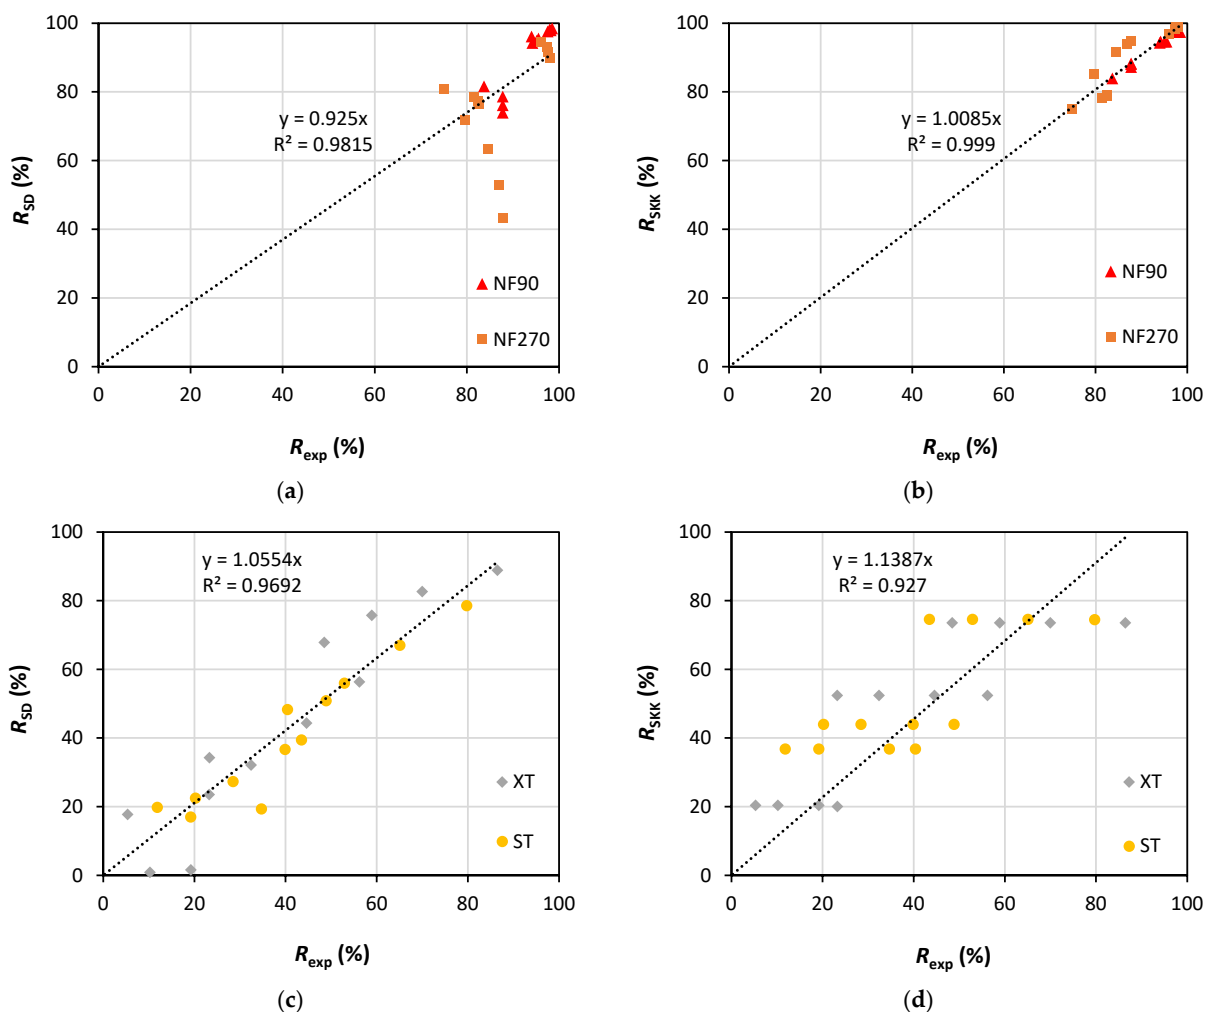 100
80
60
40
20
0
0 20 40 60 80 100
R_SD (%)
R_exp (%)
y = 0.925x
R² = 0.9815
NF90
NF270
(a)
100
80
60
40
20
0
0 20 40 60 80 100
R_SKK (%)
R_exp (%)
y = 1.0085x
R² = 0.999
NF90
NF270
(b)
100
80
60
40
20
0
0 20 40 60 80 100
R_SD (%)
R_exp (%)
y = 1.0554x
R² = 0.9692
XT
ST
(c)
100
80
60
40
20
0
0 20 40 60 80 100
R_SKK (%)
R_exp (%)
y = 1.1387x
R² = 0.927
XT
ST
(d)